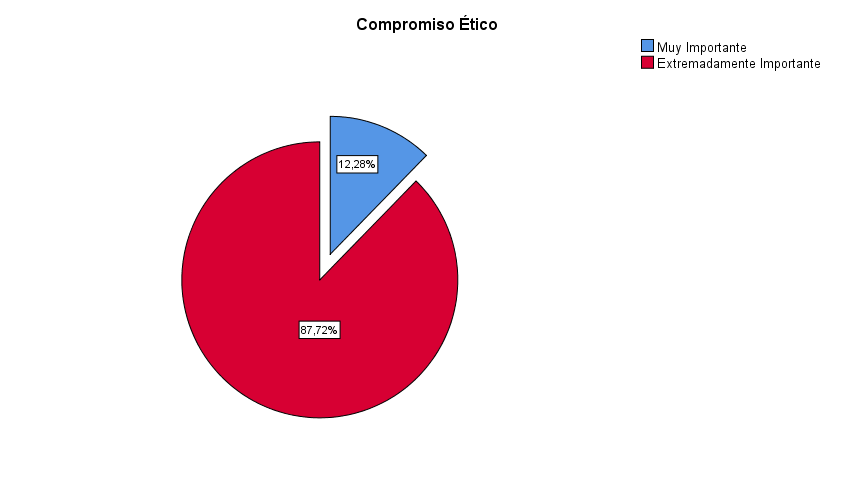 Compromiso Ético
Muy Importante
Extremadamente Importante
12,28%
87,72%